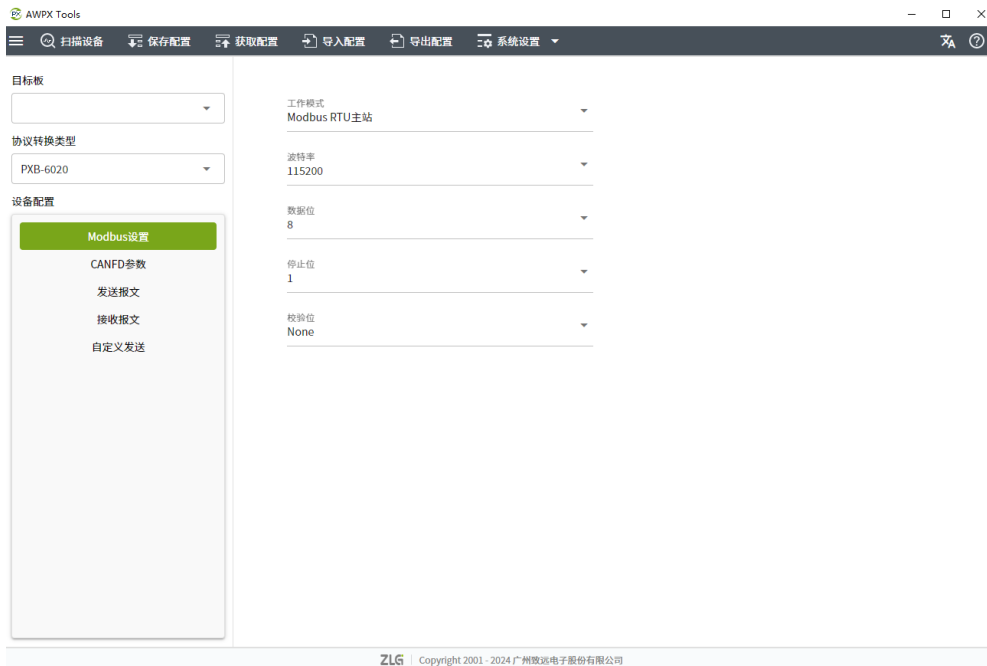 AWPX Tools
扫描设备 保存配置 获取配置 导入配置 导出配置 系统设置
目标板
协议转换类型
PXB-6020
设备配置
Modbus设置
CANFD参数
发送报文
接收报文
自定义发送
工作模式
Modbus RTU主站
波特率
115200
数据位
8
停止位
1
校验位
None
ZLG Copyright 2001 - 2024 广州致远电子股份有限公司